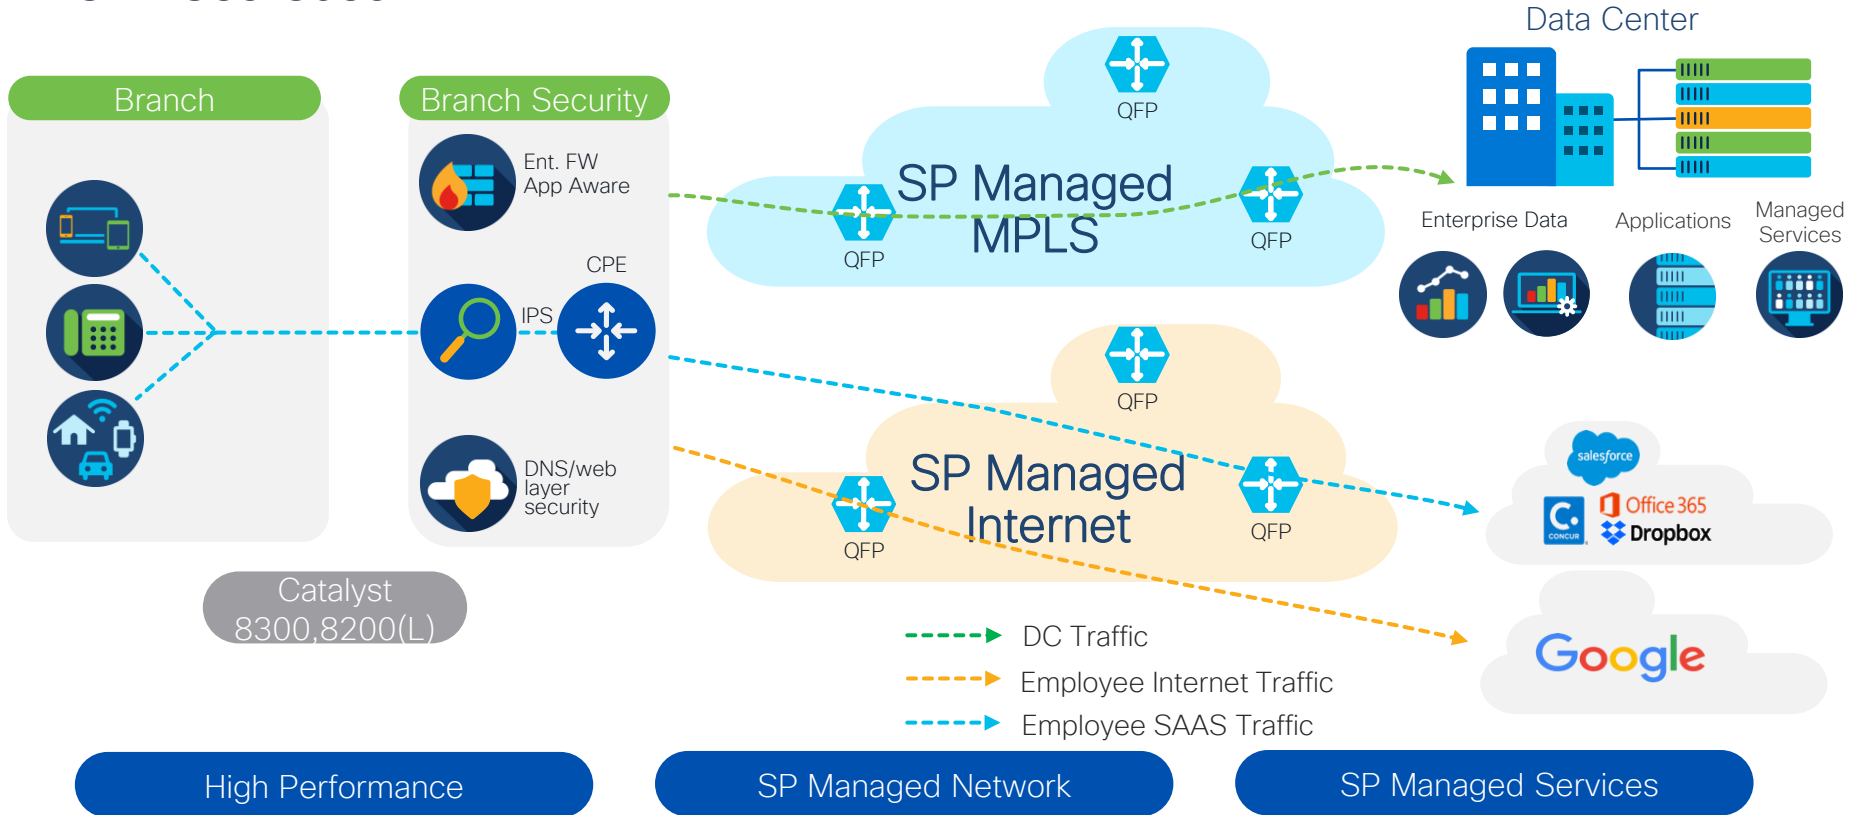 Data Center
Branch
Branch Security
QFP
Ent. FW
App Aware
SP Managed
MPLS
QFP
QFP
Enterprise Data
Applications
Managed
Services
CPE
IPS
QFP
SP Managed
Internet
QFP
QFP
DNS/web
layer
security
salesforce
C.
CONCUR
Office 365
Dropbox
Catalyst
8300,8200(L)
Google
DC Traffic
Employee Internet Traffic
Employee SAAS Traffic
High Performance
SP Managed Network
SP Managed Services